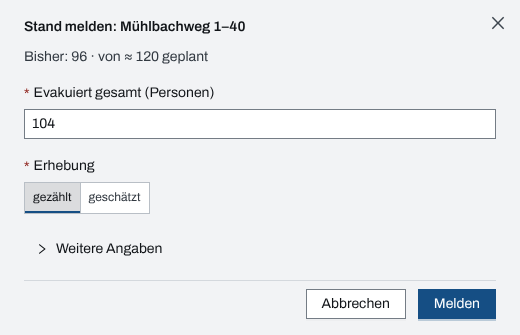 Stand melden: Mühlbachweg 1–40
Bisher: 96 · von ≈ 120 geplant
* Evakuiert gesamt (Personen)
104
* Erhebung
gezählt geschätzt
Weitere Angaben
Abbrechen Melden